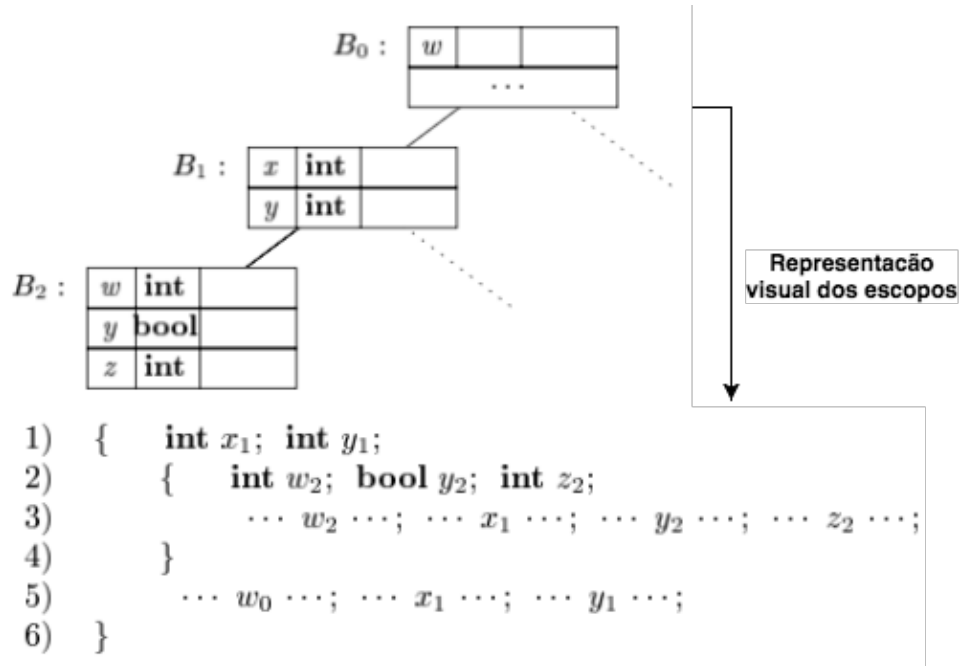 B₀ : w
· · ·
B₁ : x int
y int
B₂ : w int
y bool
z int
Representacão
visual dos escopos
1) { int x₁; int y₁;
2) { int w₂; bool y₂; int z₂;
3) · · · w₂ · · ·; · · · x₁ · · ·; · · · y₂ · · ·; · · · z₂ · · ·;
4) }
5) · · · w₀ · · ·; · · · x₁ · · ·; · · · y₁ · · ·;
6) }